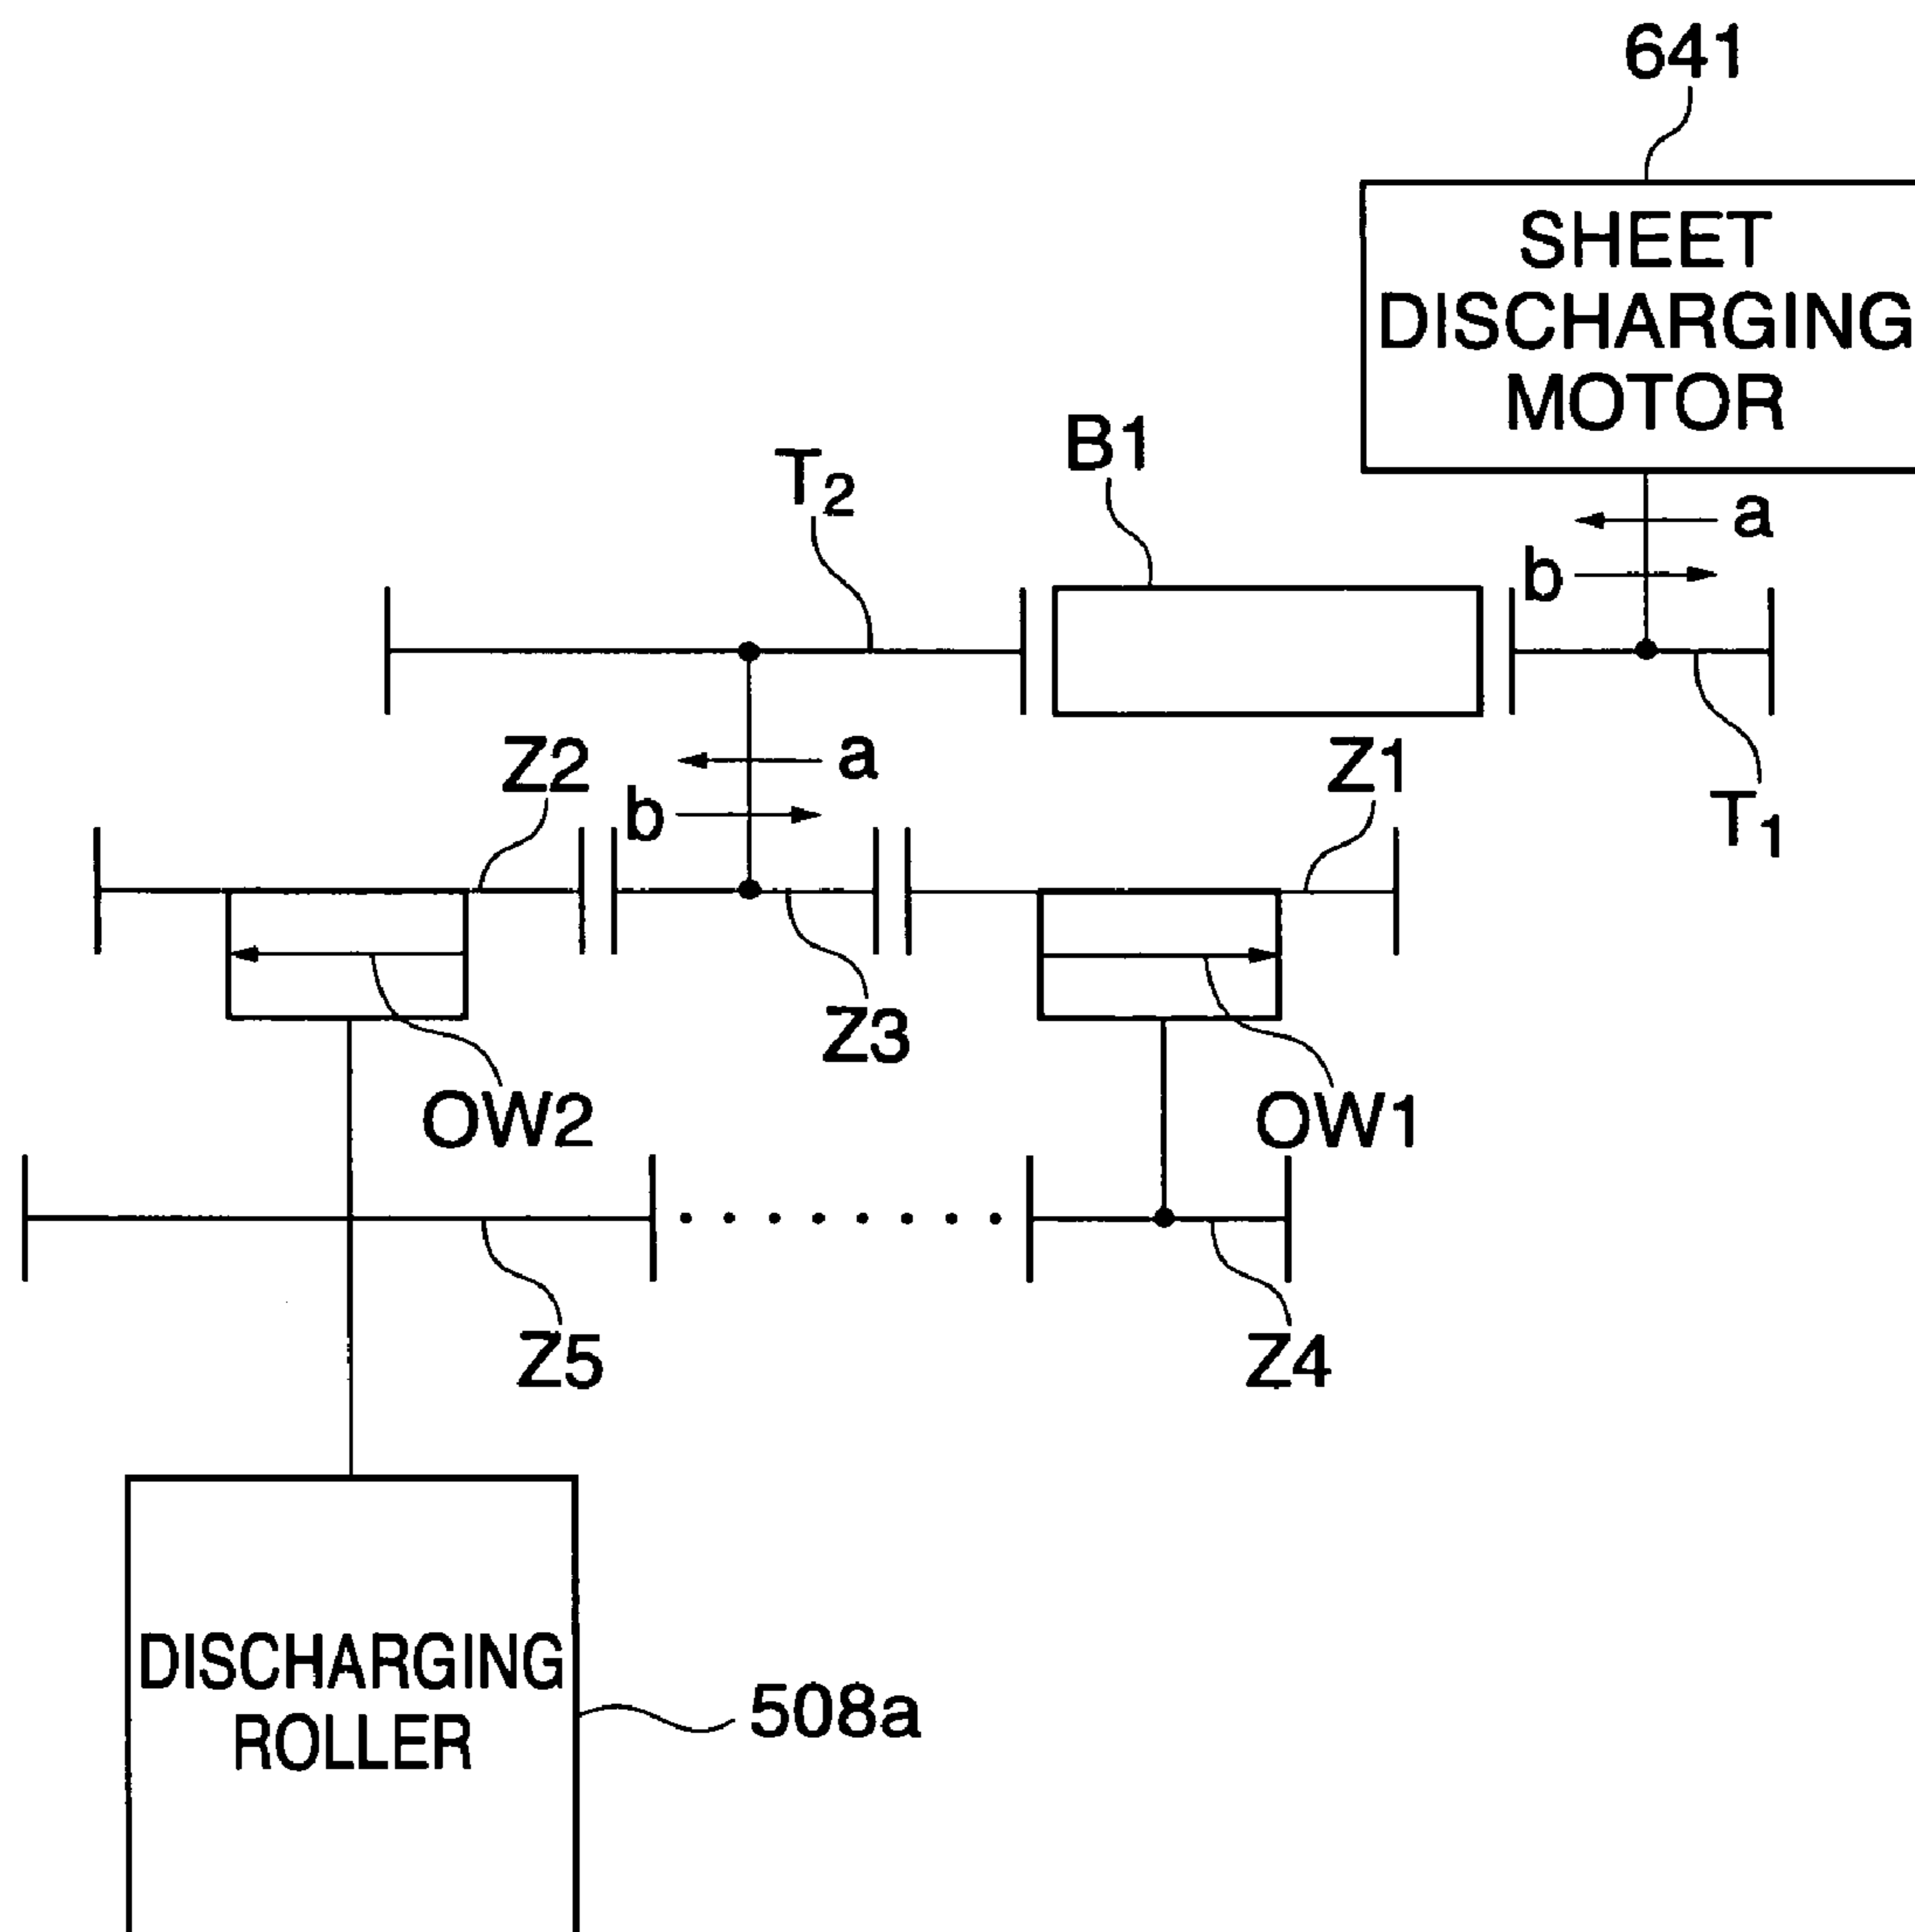 641
SHEET
DISCHARGING
MOTOR
B1
T2
a
b
a
b
Z2
Z1
T1
Z3
OW2
OW1
Z5
Z4
DISCHARGING
ROLLER
508a